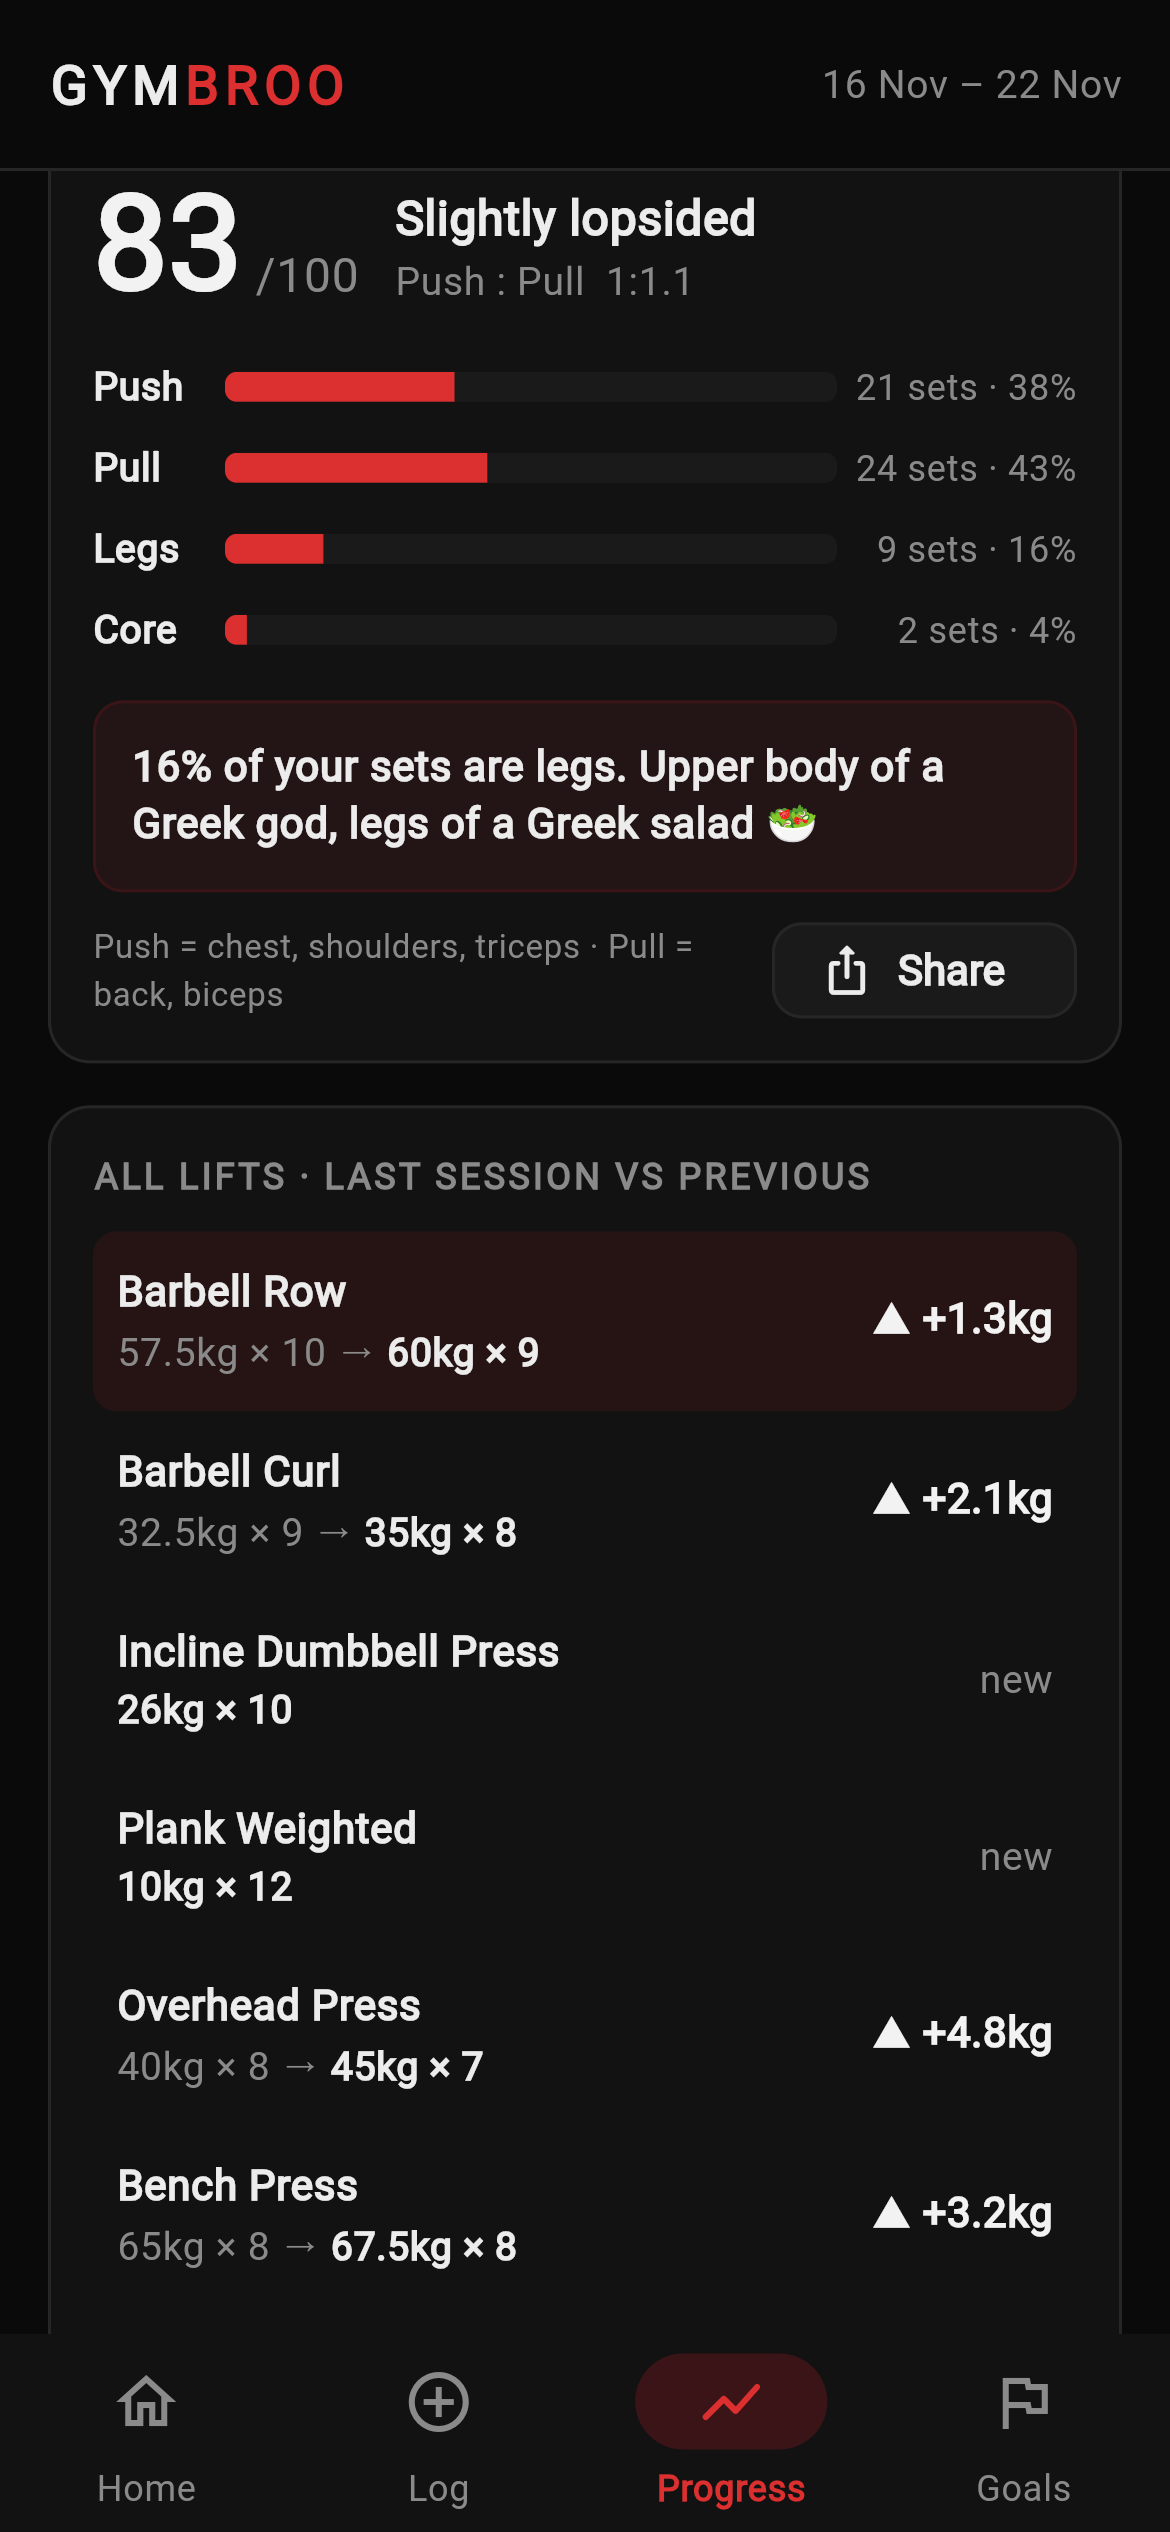 GYMBROO
16 Nov – 22 Nov
83 /100
Slightly lopsided
Push : Pull 1:1.1
Push 21 sets · 38%
Pull 24 sets · 43%
Legs 9 sets · 16%
Core 2 sets · 4%
16% of your sets are legs. Upper body of a
Greek god, legs of a Greek salad 🥗
Push = chest, shoulders, triceps · Pull =
back, biceps
Share
ALL LIFTS · LAST SESSION VS PREVIOUS
Barbell Row
57.5kg × 10 → 60kg × 9
▲ +1.3kg
Barbell Curl
32.5kg × 9 → 35kg × 8
▲ +2.1kg
Incline Dumbbell Press
26kg × 10
new
Plank Weighted
10kg × 12
new
Overhead Press
40kg × 8 → 45kg × 7
▲ +4.8kg
Bench Press
65kg × 8 → 67.5kg × 8
▲ +3.2kg
Home
Log
Progress
Goals